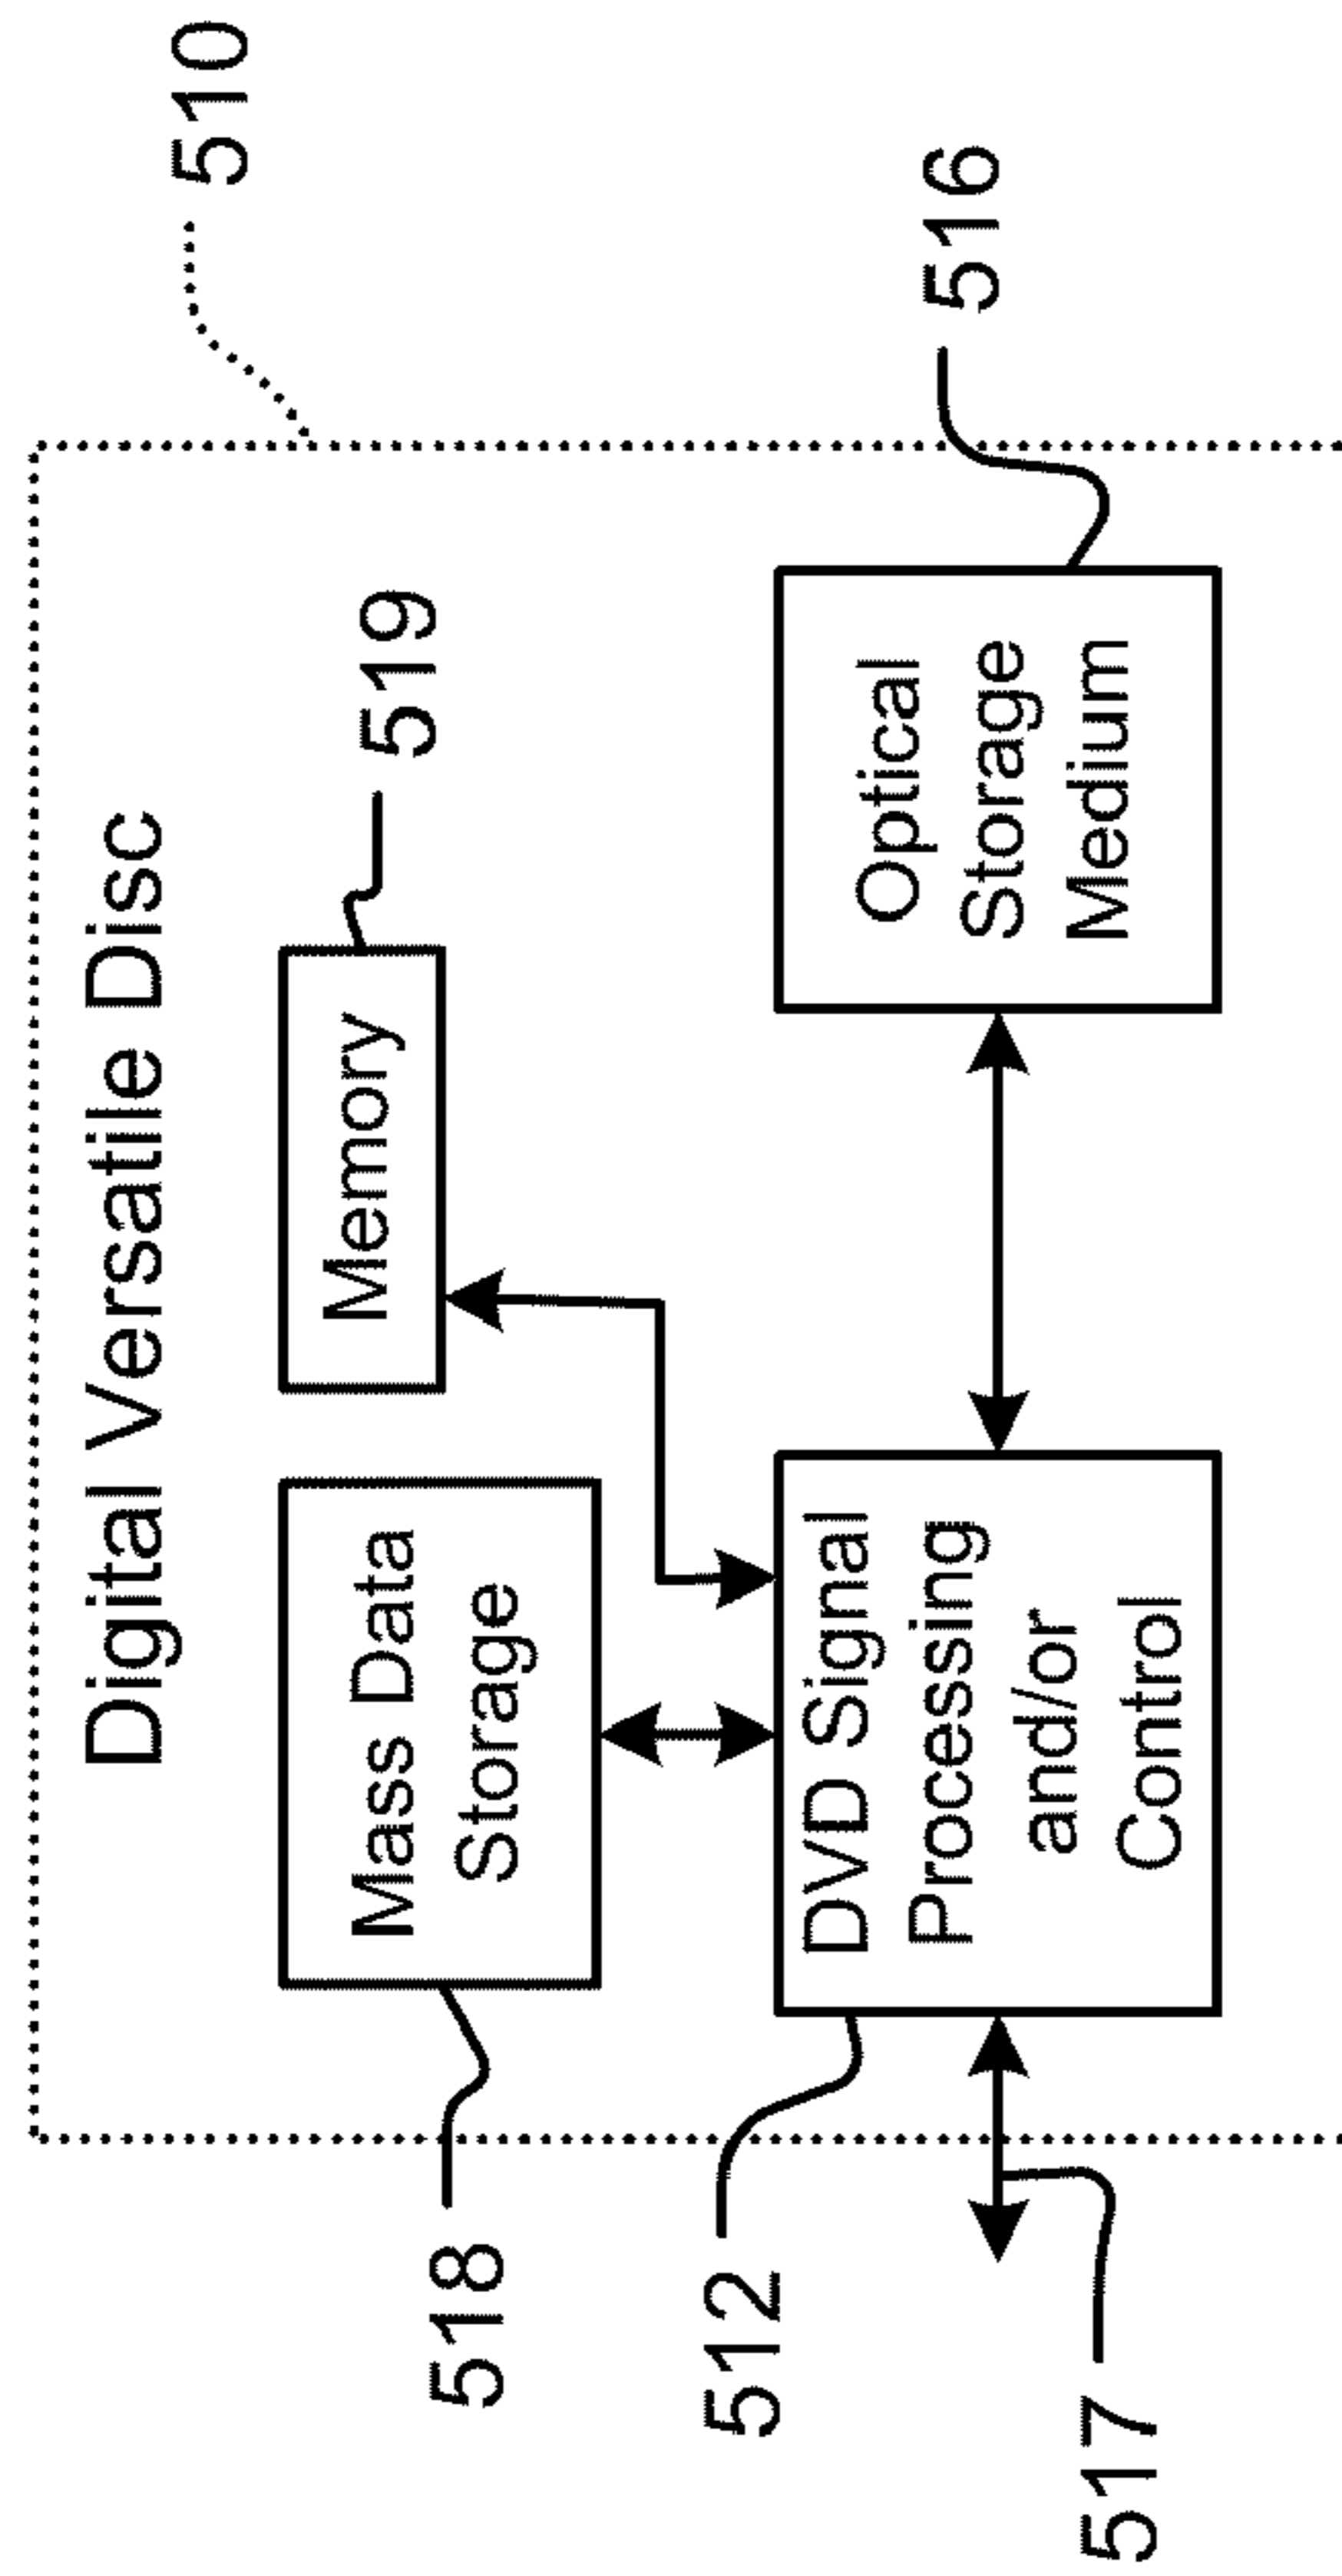 510
Digital Versatile Disc
519
Memory
518
Mass Data
Storage
512
DVD Signal
Processing
and/or
Control
516
Optical
Storage
Medium
517